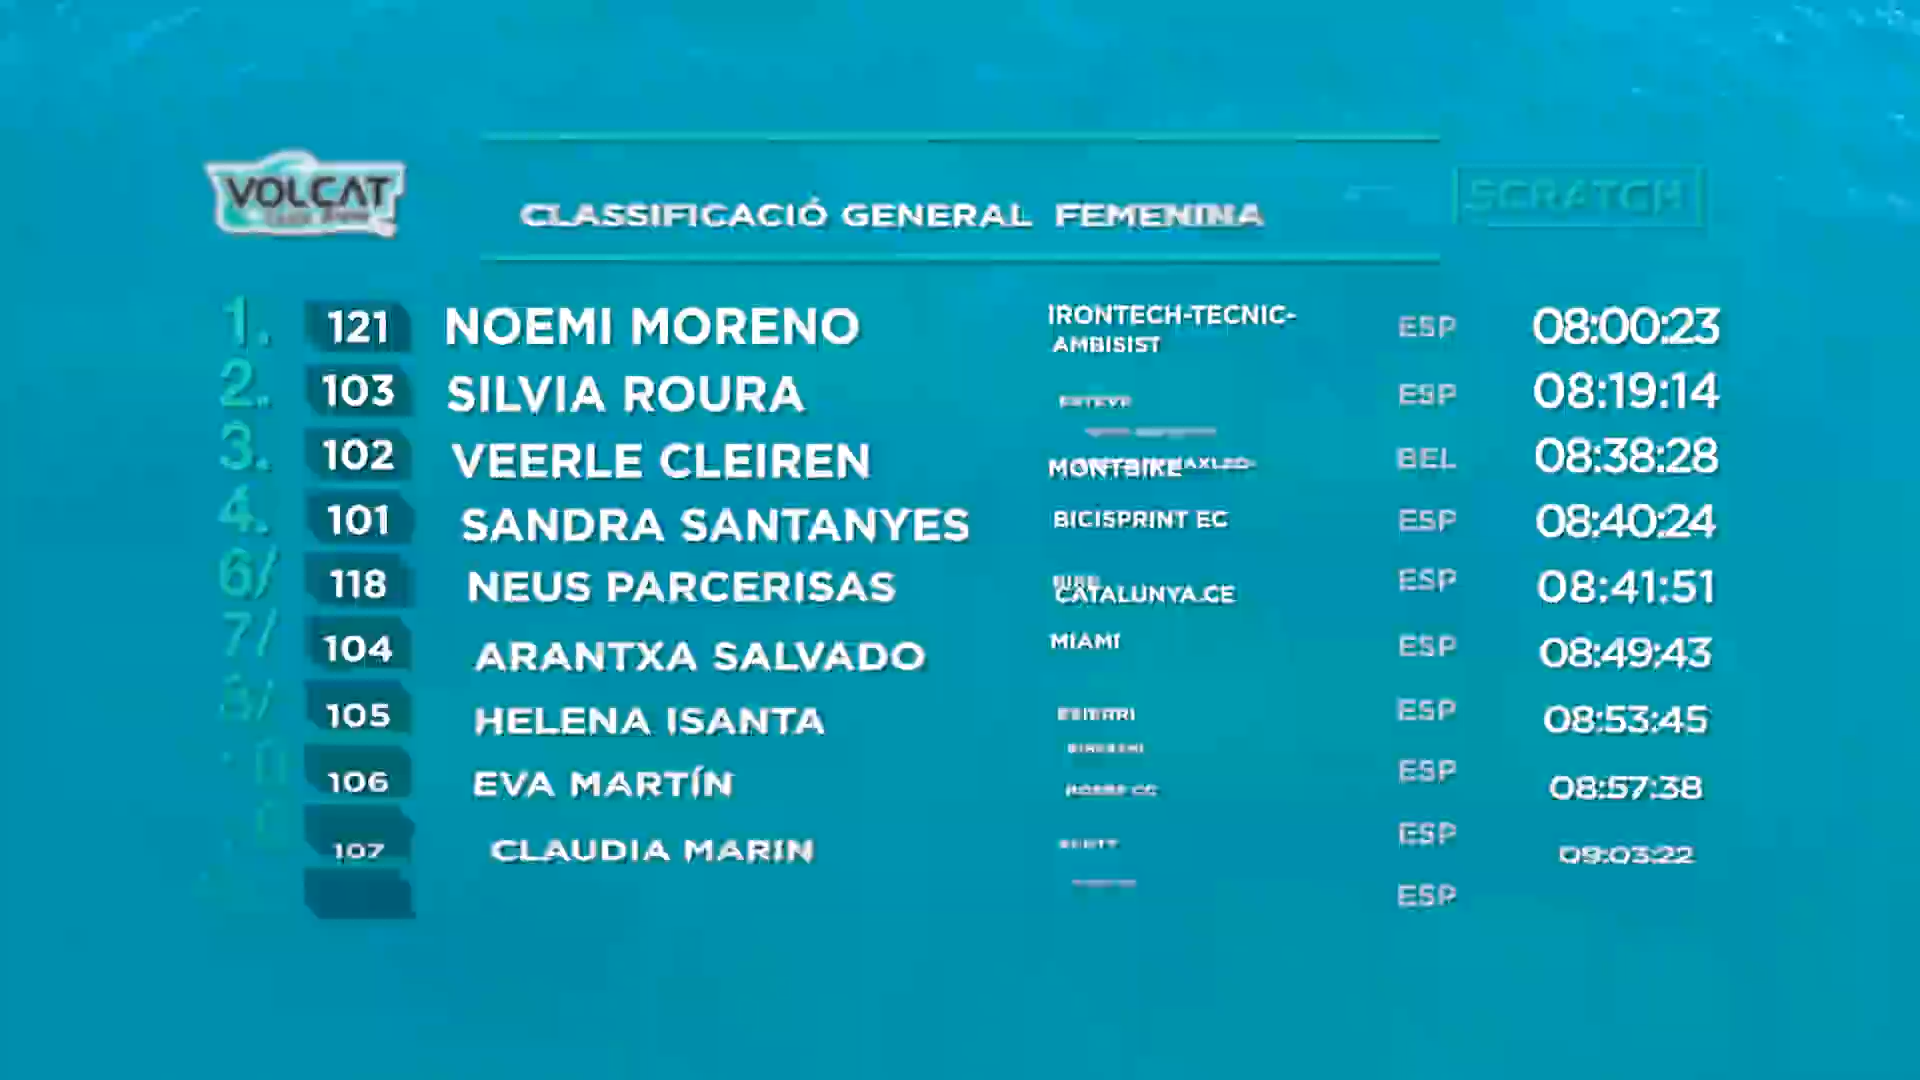 VOLCAT
CLASSIFICACIÓ GENERAL FEMENINA
SCRATCH
1. 121 NOEMI MORENO IRONTECH-TECNIC-AMBISIST ESP 08:00:23
2. 103 SILVIA ROURA ESP 08:19:14
3. 102 VEERLE CLEIREN MONTBIKE BEL 08:38:28
4. 101 SANDRA SANTANYES BICISPRINT EC ESP 08:40:24
6/ 118 NEUS PARCERISAS CATALUNYA.CE ESP 08:41:51
7/ 104 ARANTXA SALVADO MIAMI ESP 08:49:43
8/ 105 HELENA ISANTA ESP 08:53:45
106 EVA MARTÍN ESP 08:57:38
107 CLAUDIA MARIN ESP 09:03:22
ESP